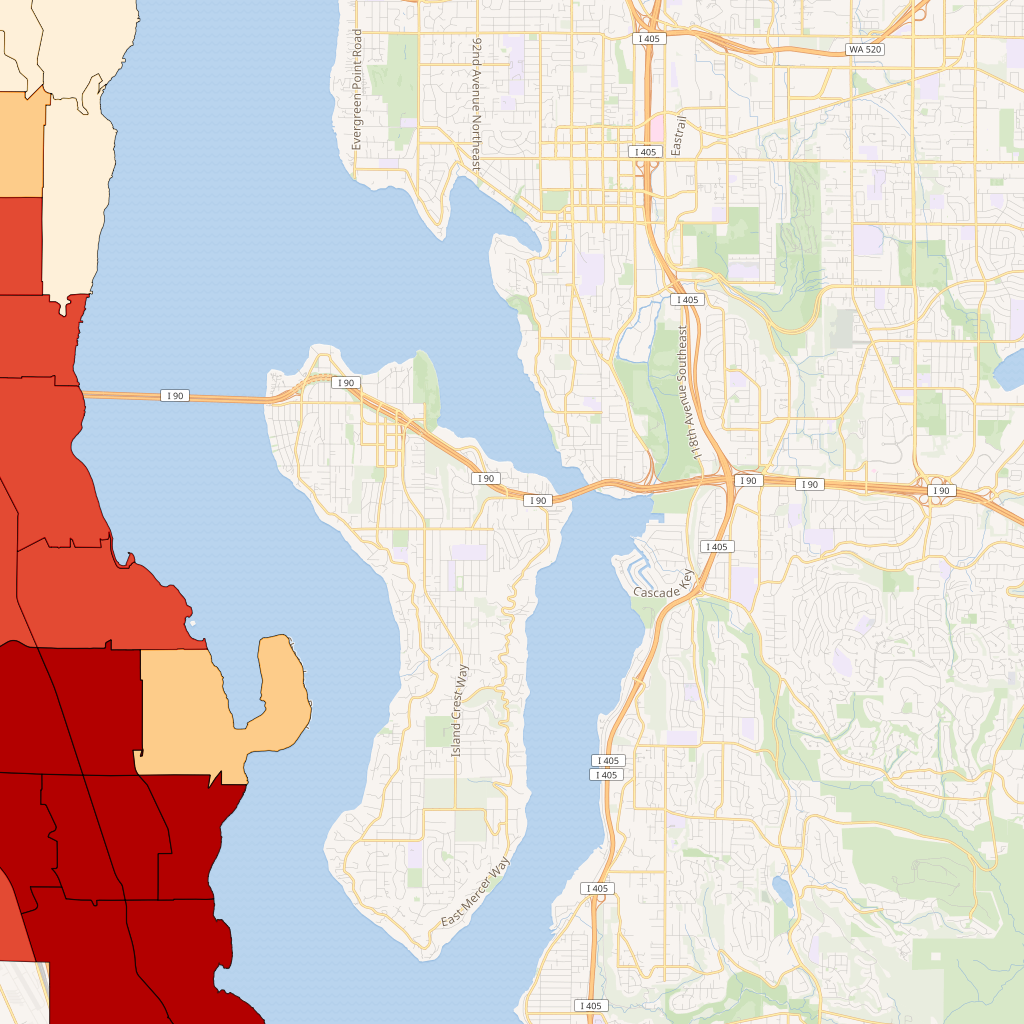 I 405
WA 520
Evergreen Point Road
92nd Avenue Northeast
Eastrail
I 405
I 405
118th Avenue Southeast
I 90
I 90
I 90
I 90
I 90
I 90
I 90
I 405
Cascade Key
Island Crest Way
I 405
I 405
East Mercer Way
I 405
I 405